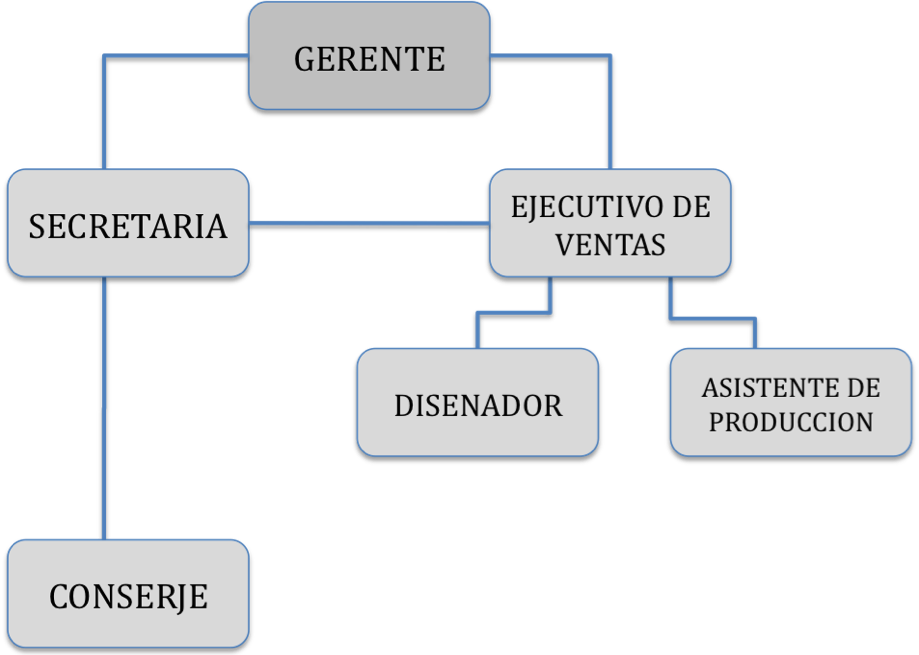 GERENTE
SECRETARIA
EJECUTIVO DE
VENTAS
DISENADOR
ASISTENTE DE
PRODUCCION
CONSERJE